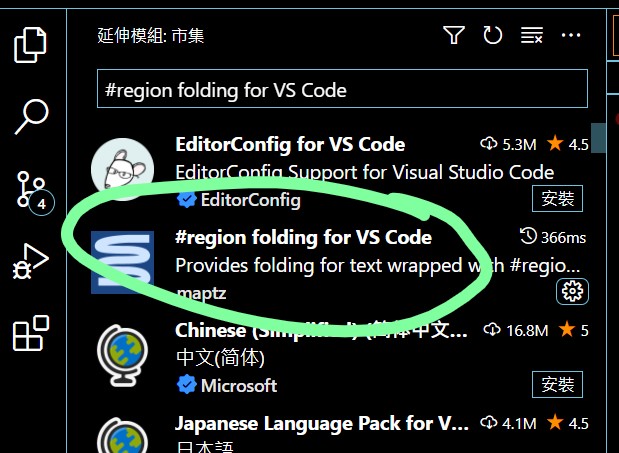 延伸模組: 市集
#region folding for VS Code
EditorConfig for VS Code 5.3M 4.5
EditorConfig Support for Visual Studio Code
EditorConfig 安裝
4
#region folding for VS Code 366ms
Provides folding for text wrapped with #regio...
maptz
Chinese (Simplified) (简体中文... 16.8M 5
中文(简体)
Microsoft 安裝
Japanese Language Pack for V... 4.1M 4.5
日本語